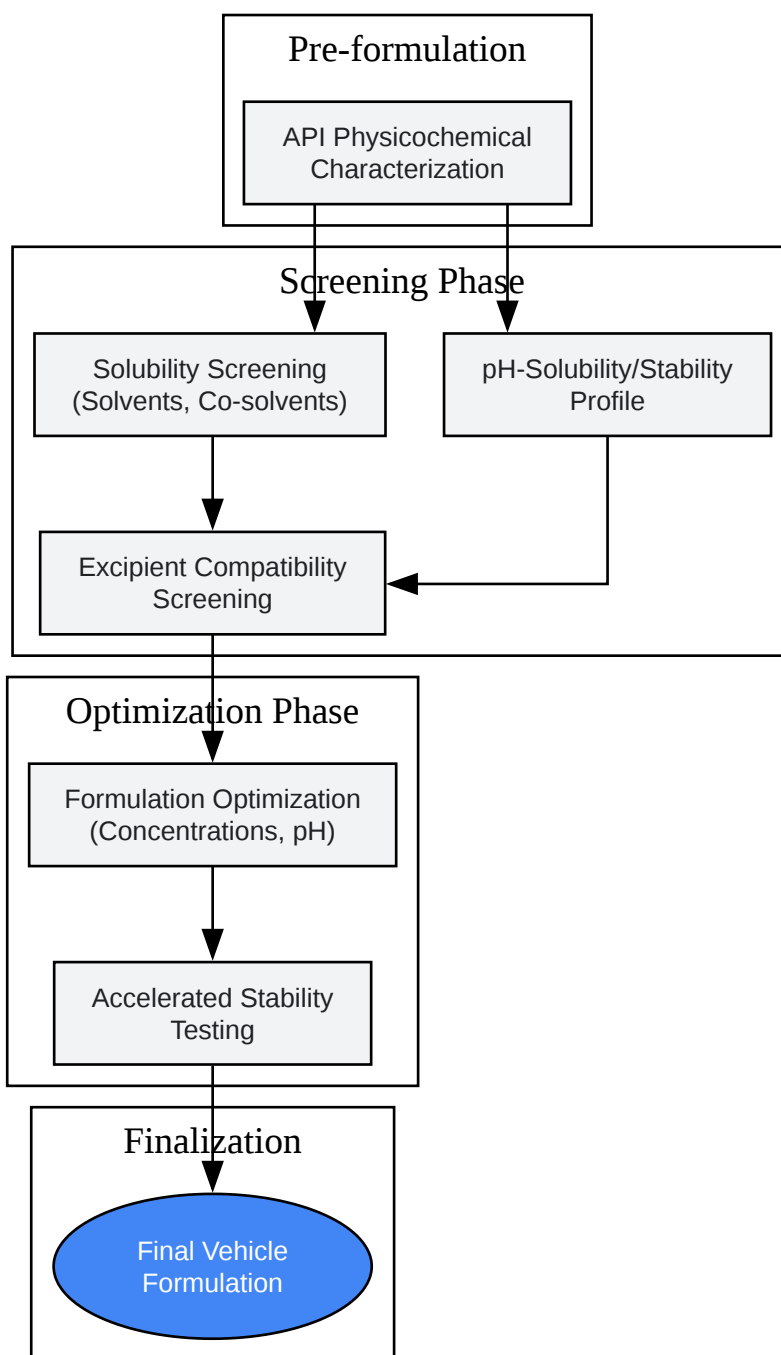 Pre-formulation
API Physicochemical
Characterization
Screening Phase
Solubility Screening
(Solvents, Co-solvents)
pH-Solubility/Stability
Profile
Excipient Compatibility
Screening
Optimization Phase
Formulation Optimization
(Concentrations, pH)
Accelerated Stability
Testing
Finalization
Final Vehicle
Formulation